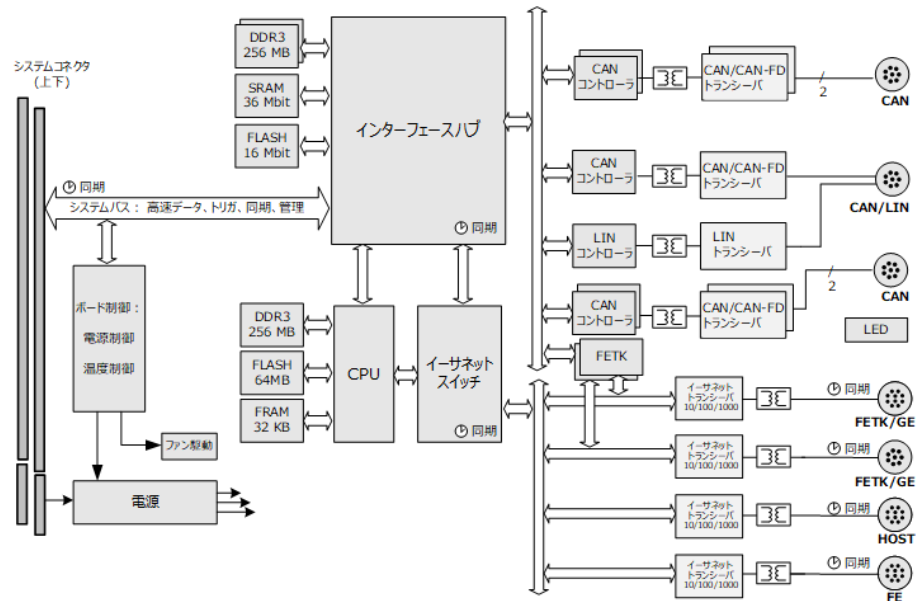 システムコネクタ
(上下)
DDR3
256 MB
SRAM
36 Mbit
FLASH
16 Mbit
インターフェースハブ
同期
同期
システムバス： 高速データ、トリガ、同期、管理
ボード制御：
電源制御
温度制御
ファン駆動
電源
DDR3
256 MB
FLASH
64MB
FRAM
32 KB
CPU
イーサネット
スイッチ
同期
CAN
コントローラ
CAN/CAN-FD
トランシーバ
2
CAN
CAN
コントローラ
CAN/CAN-FD
トランシーバ
CAN/LIN
LIN
コントローラ
LIN
トランシーバ
CAN
コントローラ
CAN/CAN-FD
トランシーバ
2
CAN
LED
FETK
イーサネット
トランシーバ
10/100/1000
同期
FETK/GE
イーサネット
トランシーバ
10/100/1000
同期
FETK/GE
イーサネット
トランシーバ
10/100/1000
同期
HOST
イーサネット
トランシーバ
10/100/1000
同期
FE